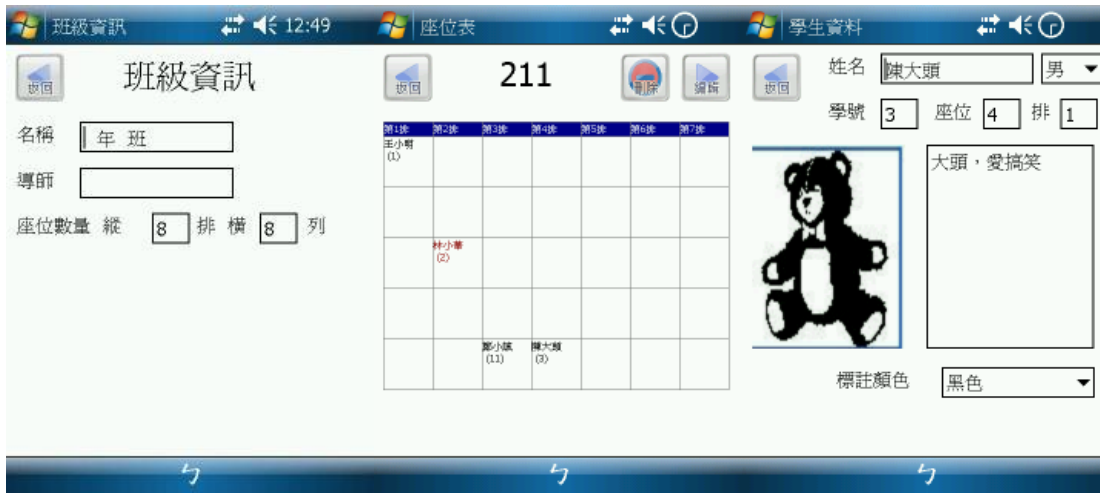 班級資訊 12:49
返回 班級資訊
名稱 年 班
導師
座位數量 縱 8 排 橫 8 列
ㄅ
座位表
返回 211 刪除 編輯
第1排 第2排 第3排 第4排 第5排 第6排 第7排
王小明
(1)
林小華
(2)
(11)
陳大頭
(3)
ㄅ
學生資料
返回 姓名 陳大頭 男
學號 3 座位 4 排 1
大頭，愛搞笑
標註顏色 黑色
ㄅ